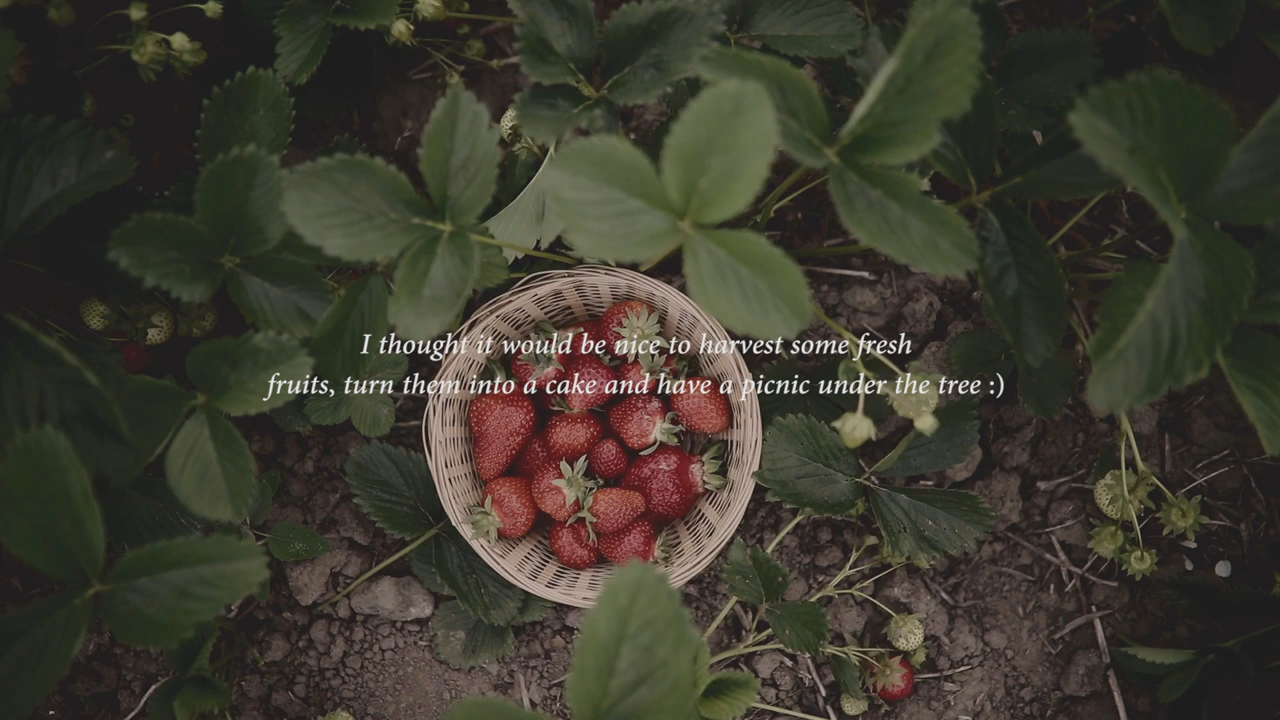 I thought it would be nice to harvest some fresh
fruits, turn them into a cake and have a picnic under the tree :)